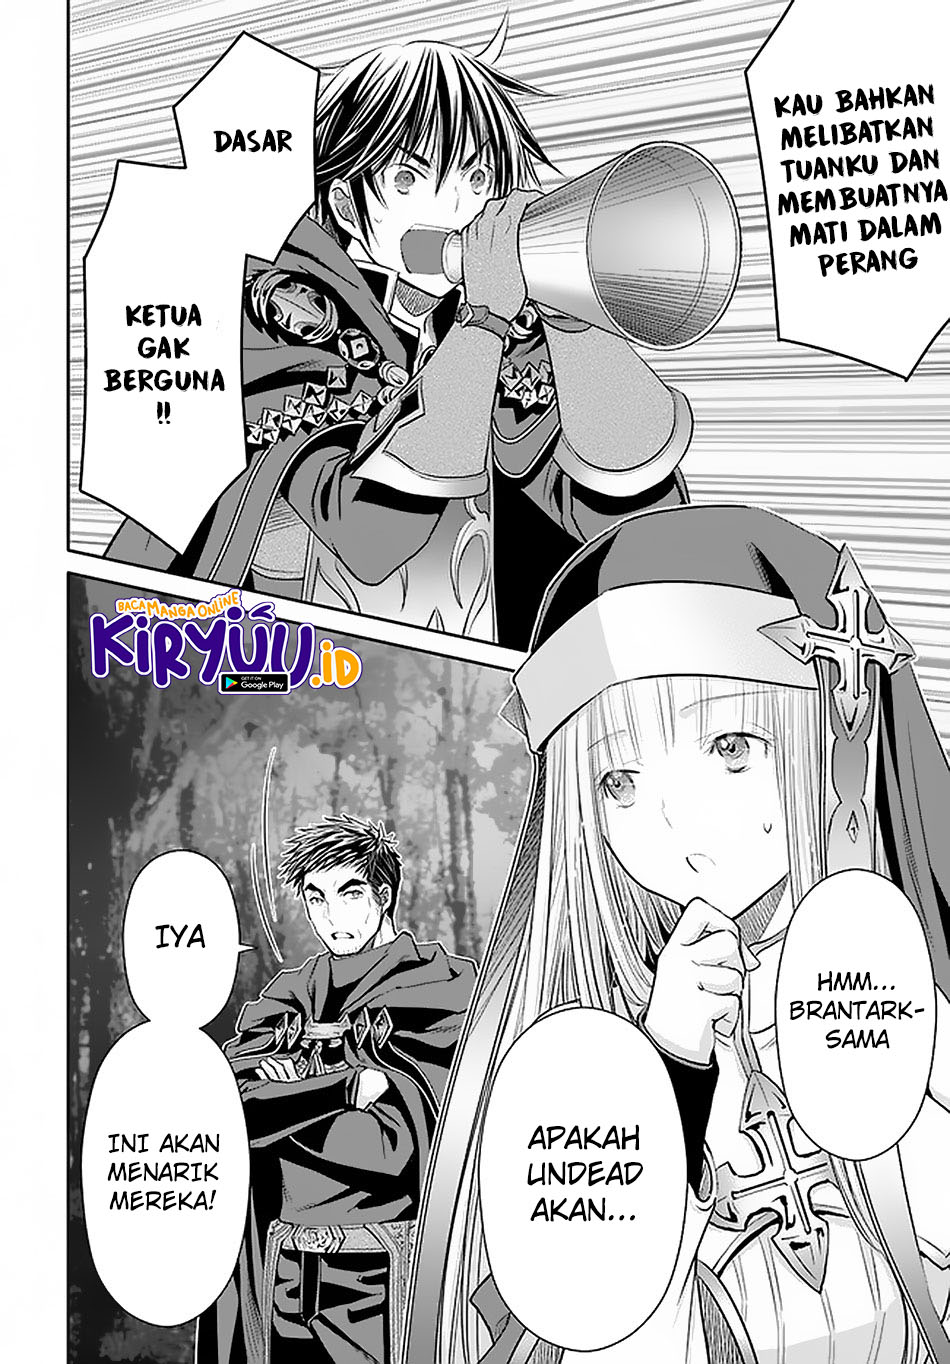 KAU BAHKAN
MELIBATKAN
TUANKU DAN
MEMBUATNYA
MATI DALAM
PERANG
DASAR
KETUA
GAK
BERGUNA
!!
BACA MANGA ONLINE
KIRYUU.ID
GET IT ON
Google Play
HMM...
BRANTARK-
SAMA
APAKAH
UNDEAD
AKAN...
IYA
INI AKAN
MENARIK
MEREKA!